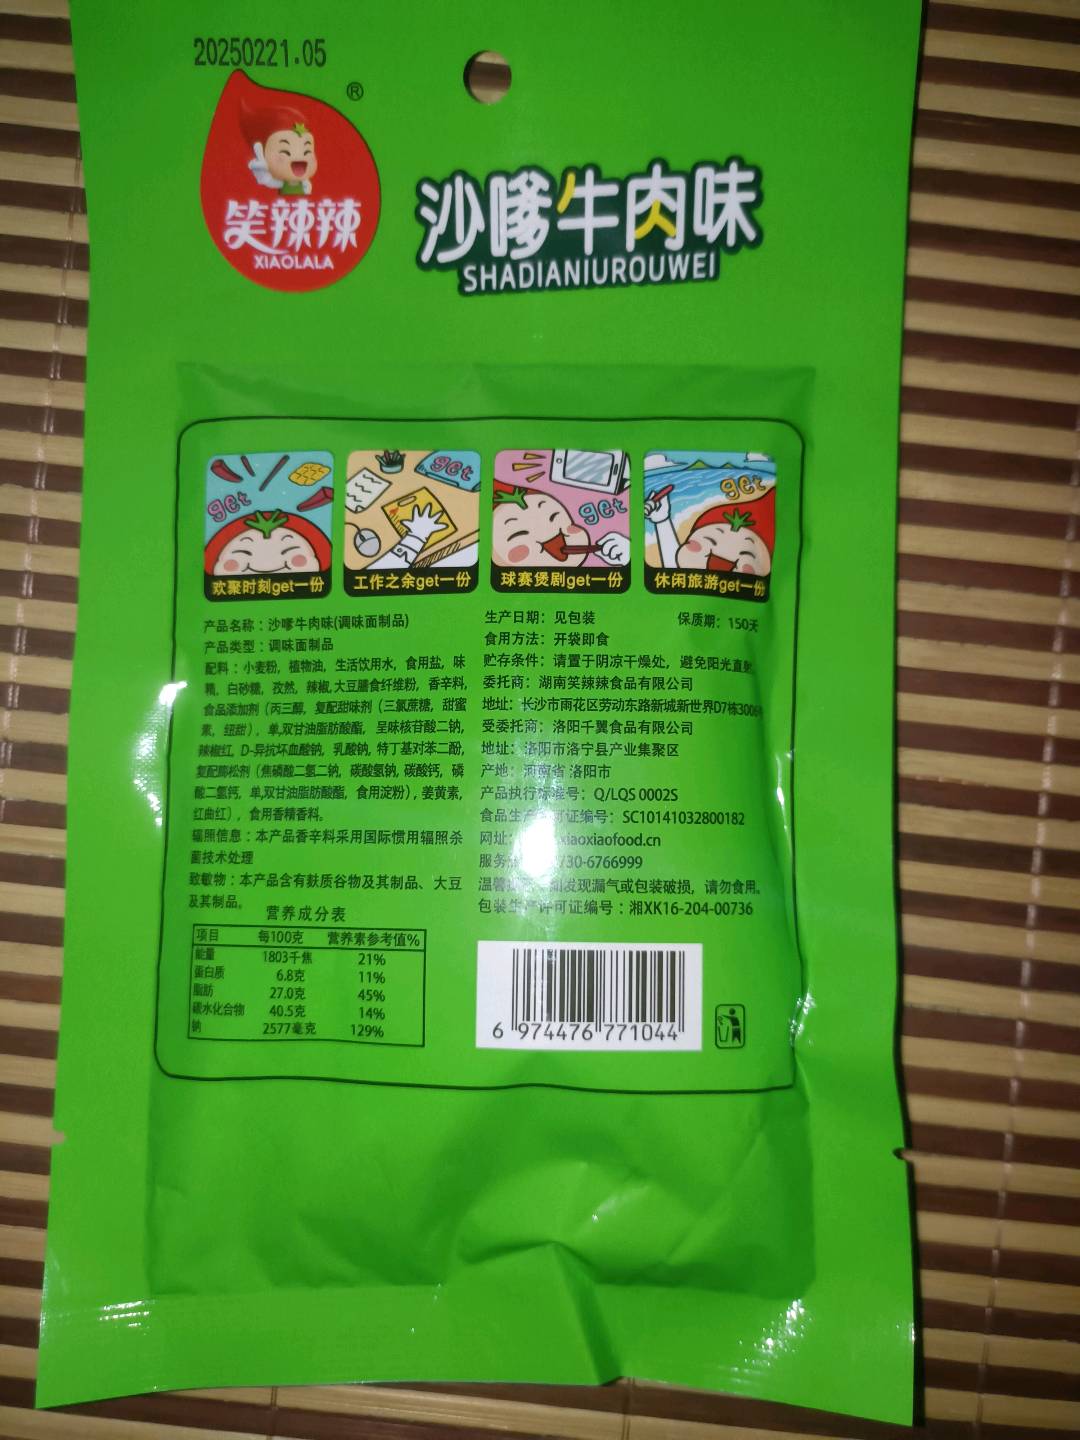 20250221.05
®
笑辣辣
XIAOLALA
沙嗲牛肉味
SHADIANIUROUWEI
get
get
get
get
欢聚时刻get一份
工作之余get一份
球赛煲剧get一份
休闲旅游get一份
产品名称：沙嗲牛肉味(调味面制品)
产品类型：调味面制品
配料：小麦粉，植物油，生活饮用水，食用盐，味
精，白砂糖，孜然，辣椒，大豆膳食纤维粉，香辛料，
食品添加剂（丙三醇，复配甜味剂（三氯蔗糖，甜蜜
素，纽甜），单，双甘油脂肪酸酯，呈味核苷酸二钠，
辣椒红，D-异抗坏血酸钠，乳酸钠，特丁基对苯二酚，
复配膨松剂（焦磷酸二氢二钠，碳酸氢钠，碳酸钙，磷
酸二氢钙，单，双甘油脂肪酸酯，食用淀粉），姜黄素，
红曲红），食用香精香料。
辐照信息：本产品香辛料采用国际惯用辐照杀
菌技术处理
致敏物：本产品含有麸质谷物及其制品、大豆
及其制品。
生产日期：见包装 保质期：150天
食用方法：开袋即食
贮存条件：请置于阴凉干燥处，避免阳光直射
委托商：湖南笑辣辣食品有限公司
地址：长沙市雨花区劳动东路新城新世界D7栋3006
受委托商：洛阳千翼食品有限公司
地址：洛阳市洛宁县产业集聚区
产地：河南省 洛阳市
产品执行标准号：Q/LQS 0002S
食品生产许可证编号：SC10141032800182
网址：xiaoxiaofood.cn
服务 730-6766999
温馨 如发现漏气或包装破损，请勿食用。
包装生产许可证编号：湘XK16-204-00736
营养成分表
项目 每100克 营养素参考值%
能量 1803千焦 21%
蛋白质 6.8克 11%
脂肪 27.0克 45%
碳水化合物 40.5克 14%
钠 2577毫克 129%
6 974476 771044